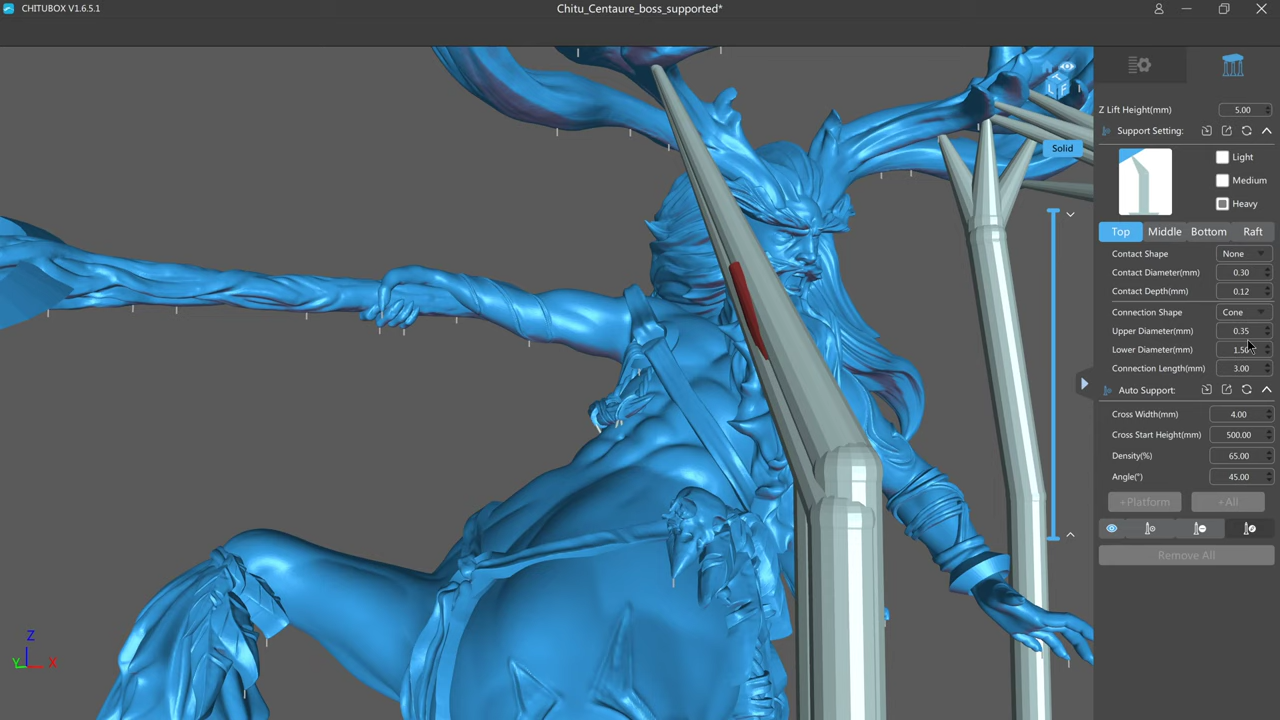 CHITUBOX V1.6.5.1
Chitu_Centaure_boss_supported*
Z Lift Height(mm) 5.00
Support Setting:
Light
Medium
Heavy
Top Middle Bottom Raft
Contact Shape None
Contact Diameter(mm) 0.30
Contact Depth(mm) 0.12
Connection Shape Cone
Upper Diameter(mm) 0.35
Lower Diameter(mm) 1.50
Connection Length(mm) 3.00
Auto Support:
Cross Width(mm) 4.00
Cross Start Height(mm) 500.00
Density(%) 65.00
Angle(°) 45.00
+Platform +All
Remove All
Solid
L F
Z
Y X